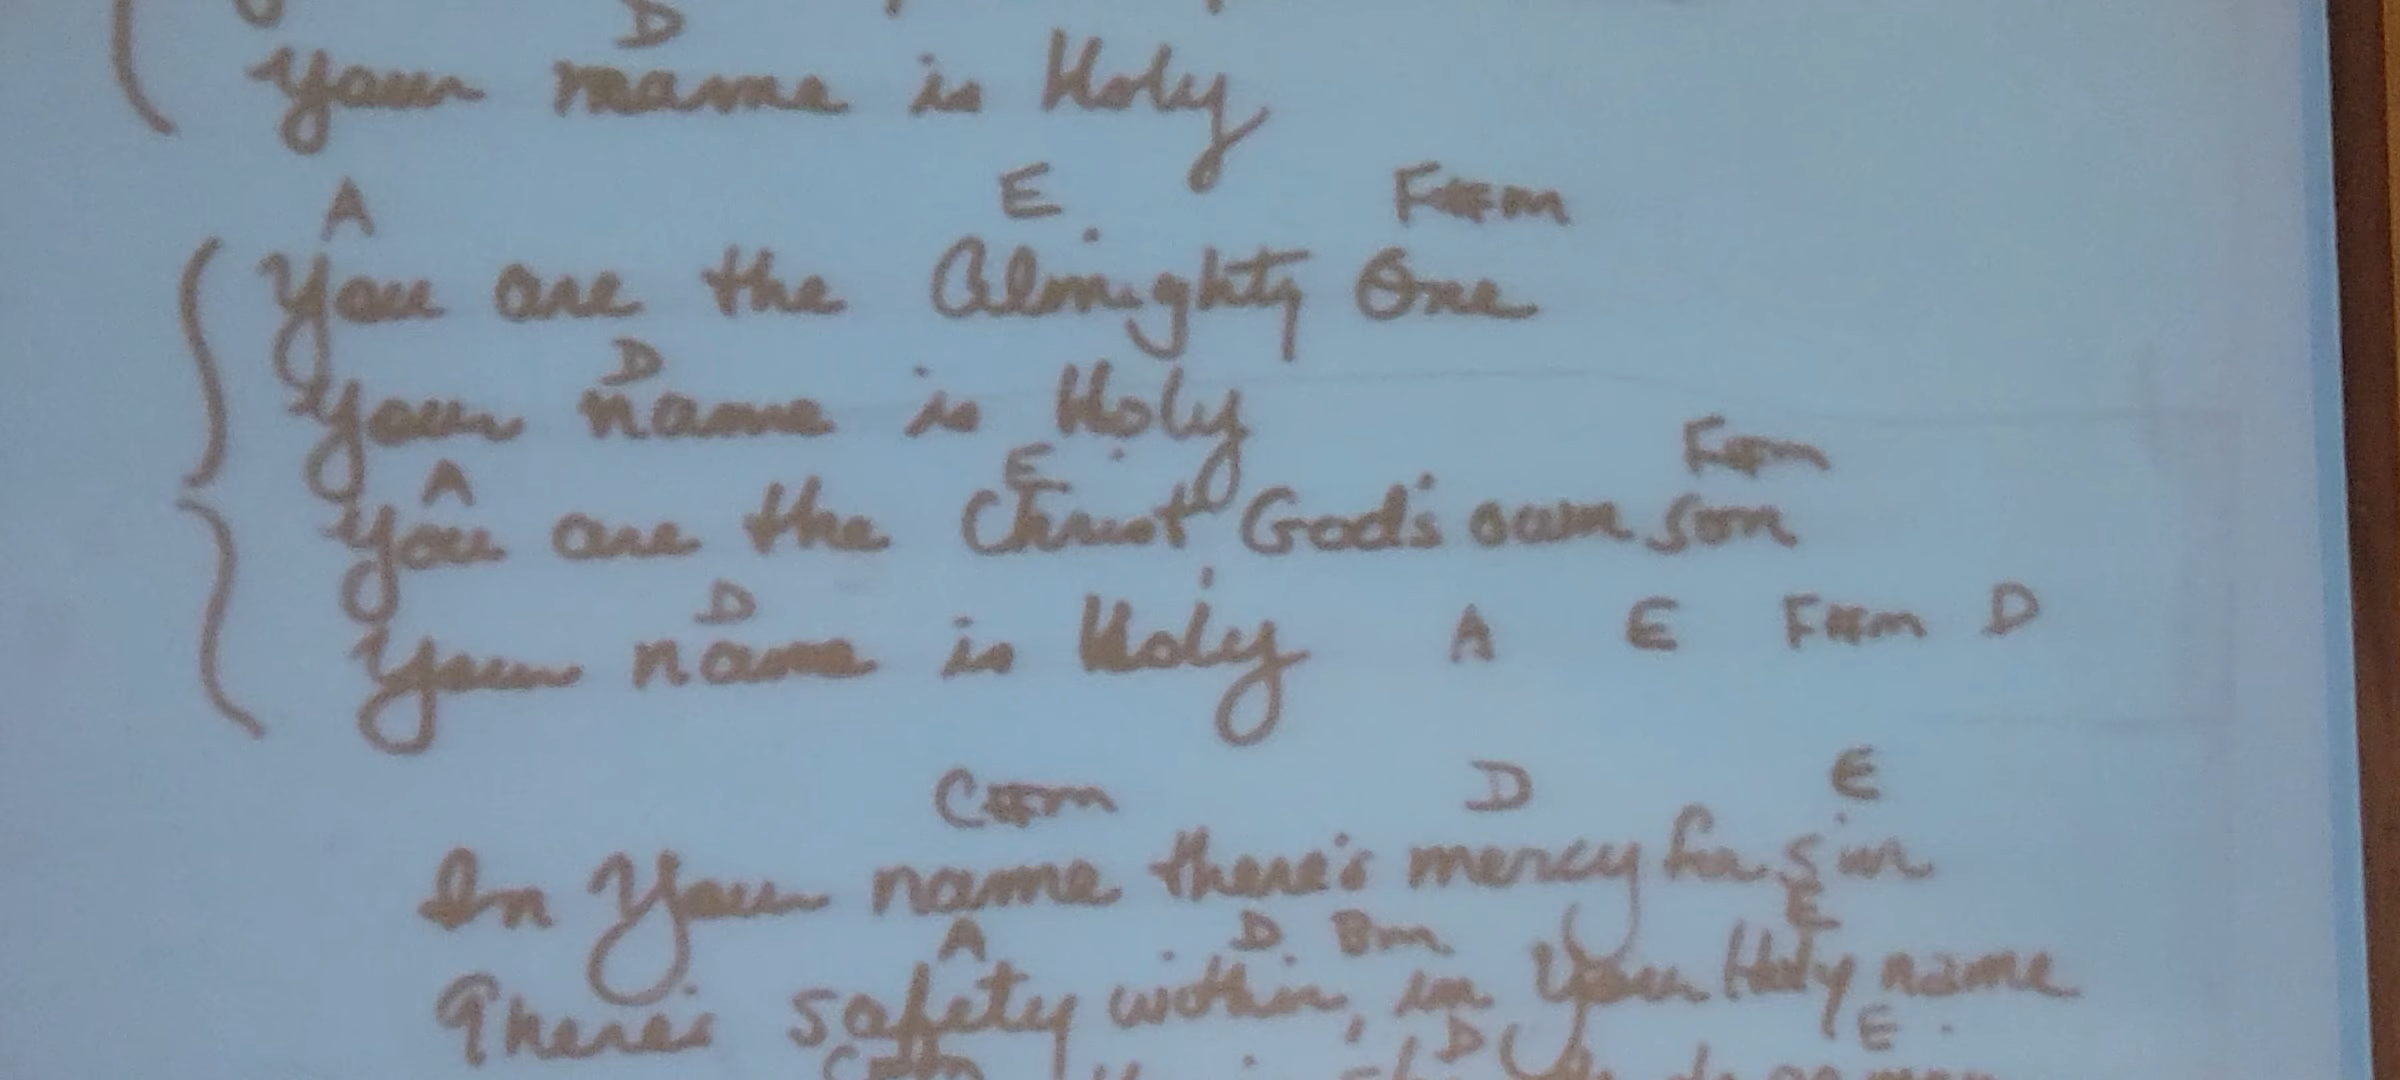 D
Your name is Holy
A E F#m
You are the Almighty One
D
Your name is Holy
A E F#m
You are the Christ God's own son
D
Your name is Holy A E F#m D
C#m D E
In Your name there's mercy for sin
A D Bm E
There's safety within, in Your Holy name
C#m D E